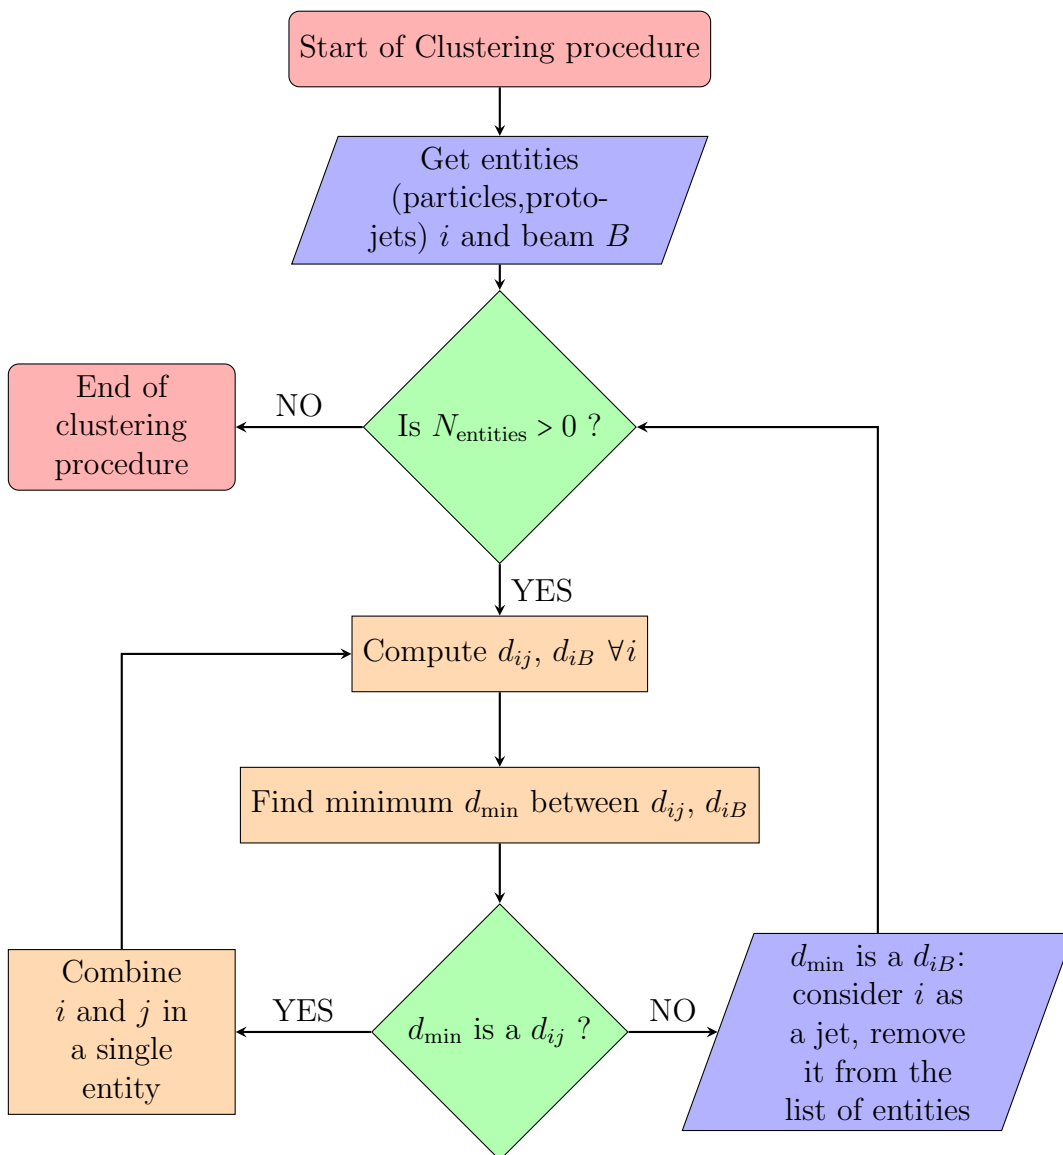 Start of Clustering procedure
Get entities
(particles,proto-
jets) i and beam B
End of
clustering
procedure
NO
Is N_entities > 0 ?
YES
Compute d_ij, d_iB ∀i
Find minimum d_min between d_ij, d_iB
Combine
i and j in
a single
entity
YES
d_min is a d_ij ?
NO
d_min is a d_iB:
consider i as
a jet, remove
it from the
list of entities